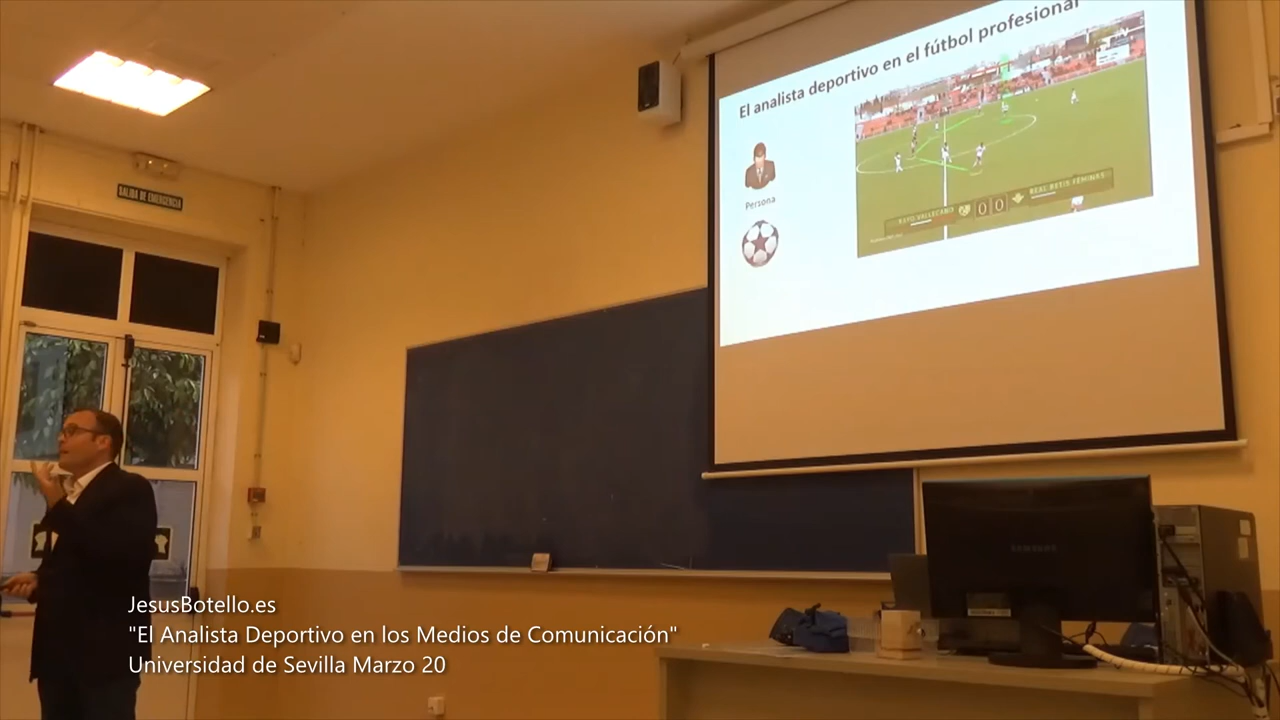 El analista deportivo en el fútbol profesional
SALIDA DE EMERGENCIA
Persona
RAYO VALLECANO 0 0 REAL BETIS FÉMINAS
SAMSUNG
JesusBotello.es
"El Analista Deportivo en los Medios de Comunicación"
Universidad de Sevilla Marzo 20